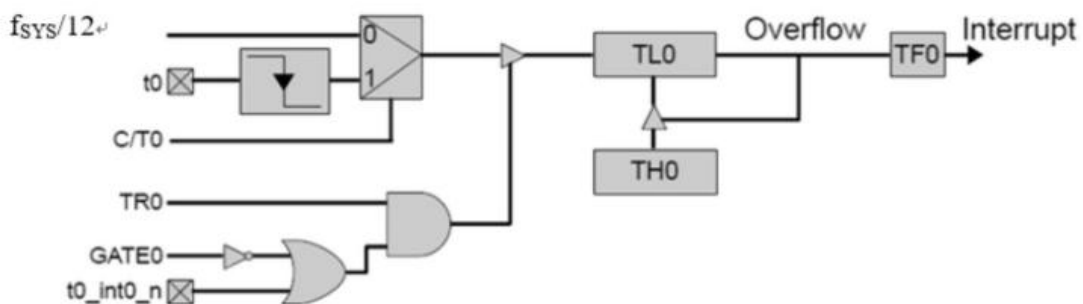 fSYS/12↵
t0
0
1
C/T0
TL0
Overflow
TF0
Interrupt
TH0
TR0
GATE0
t0_int0_n